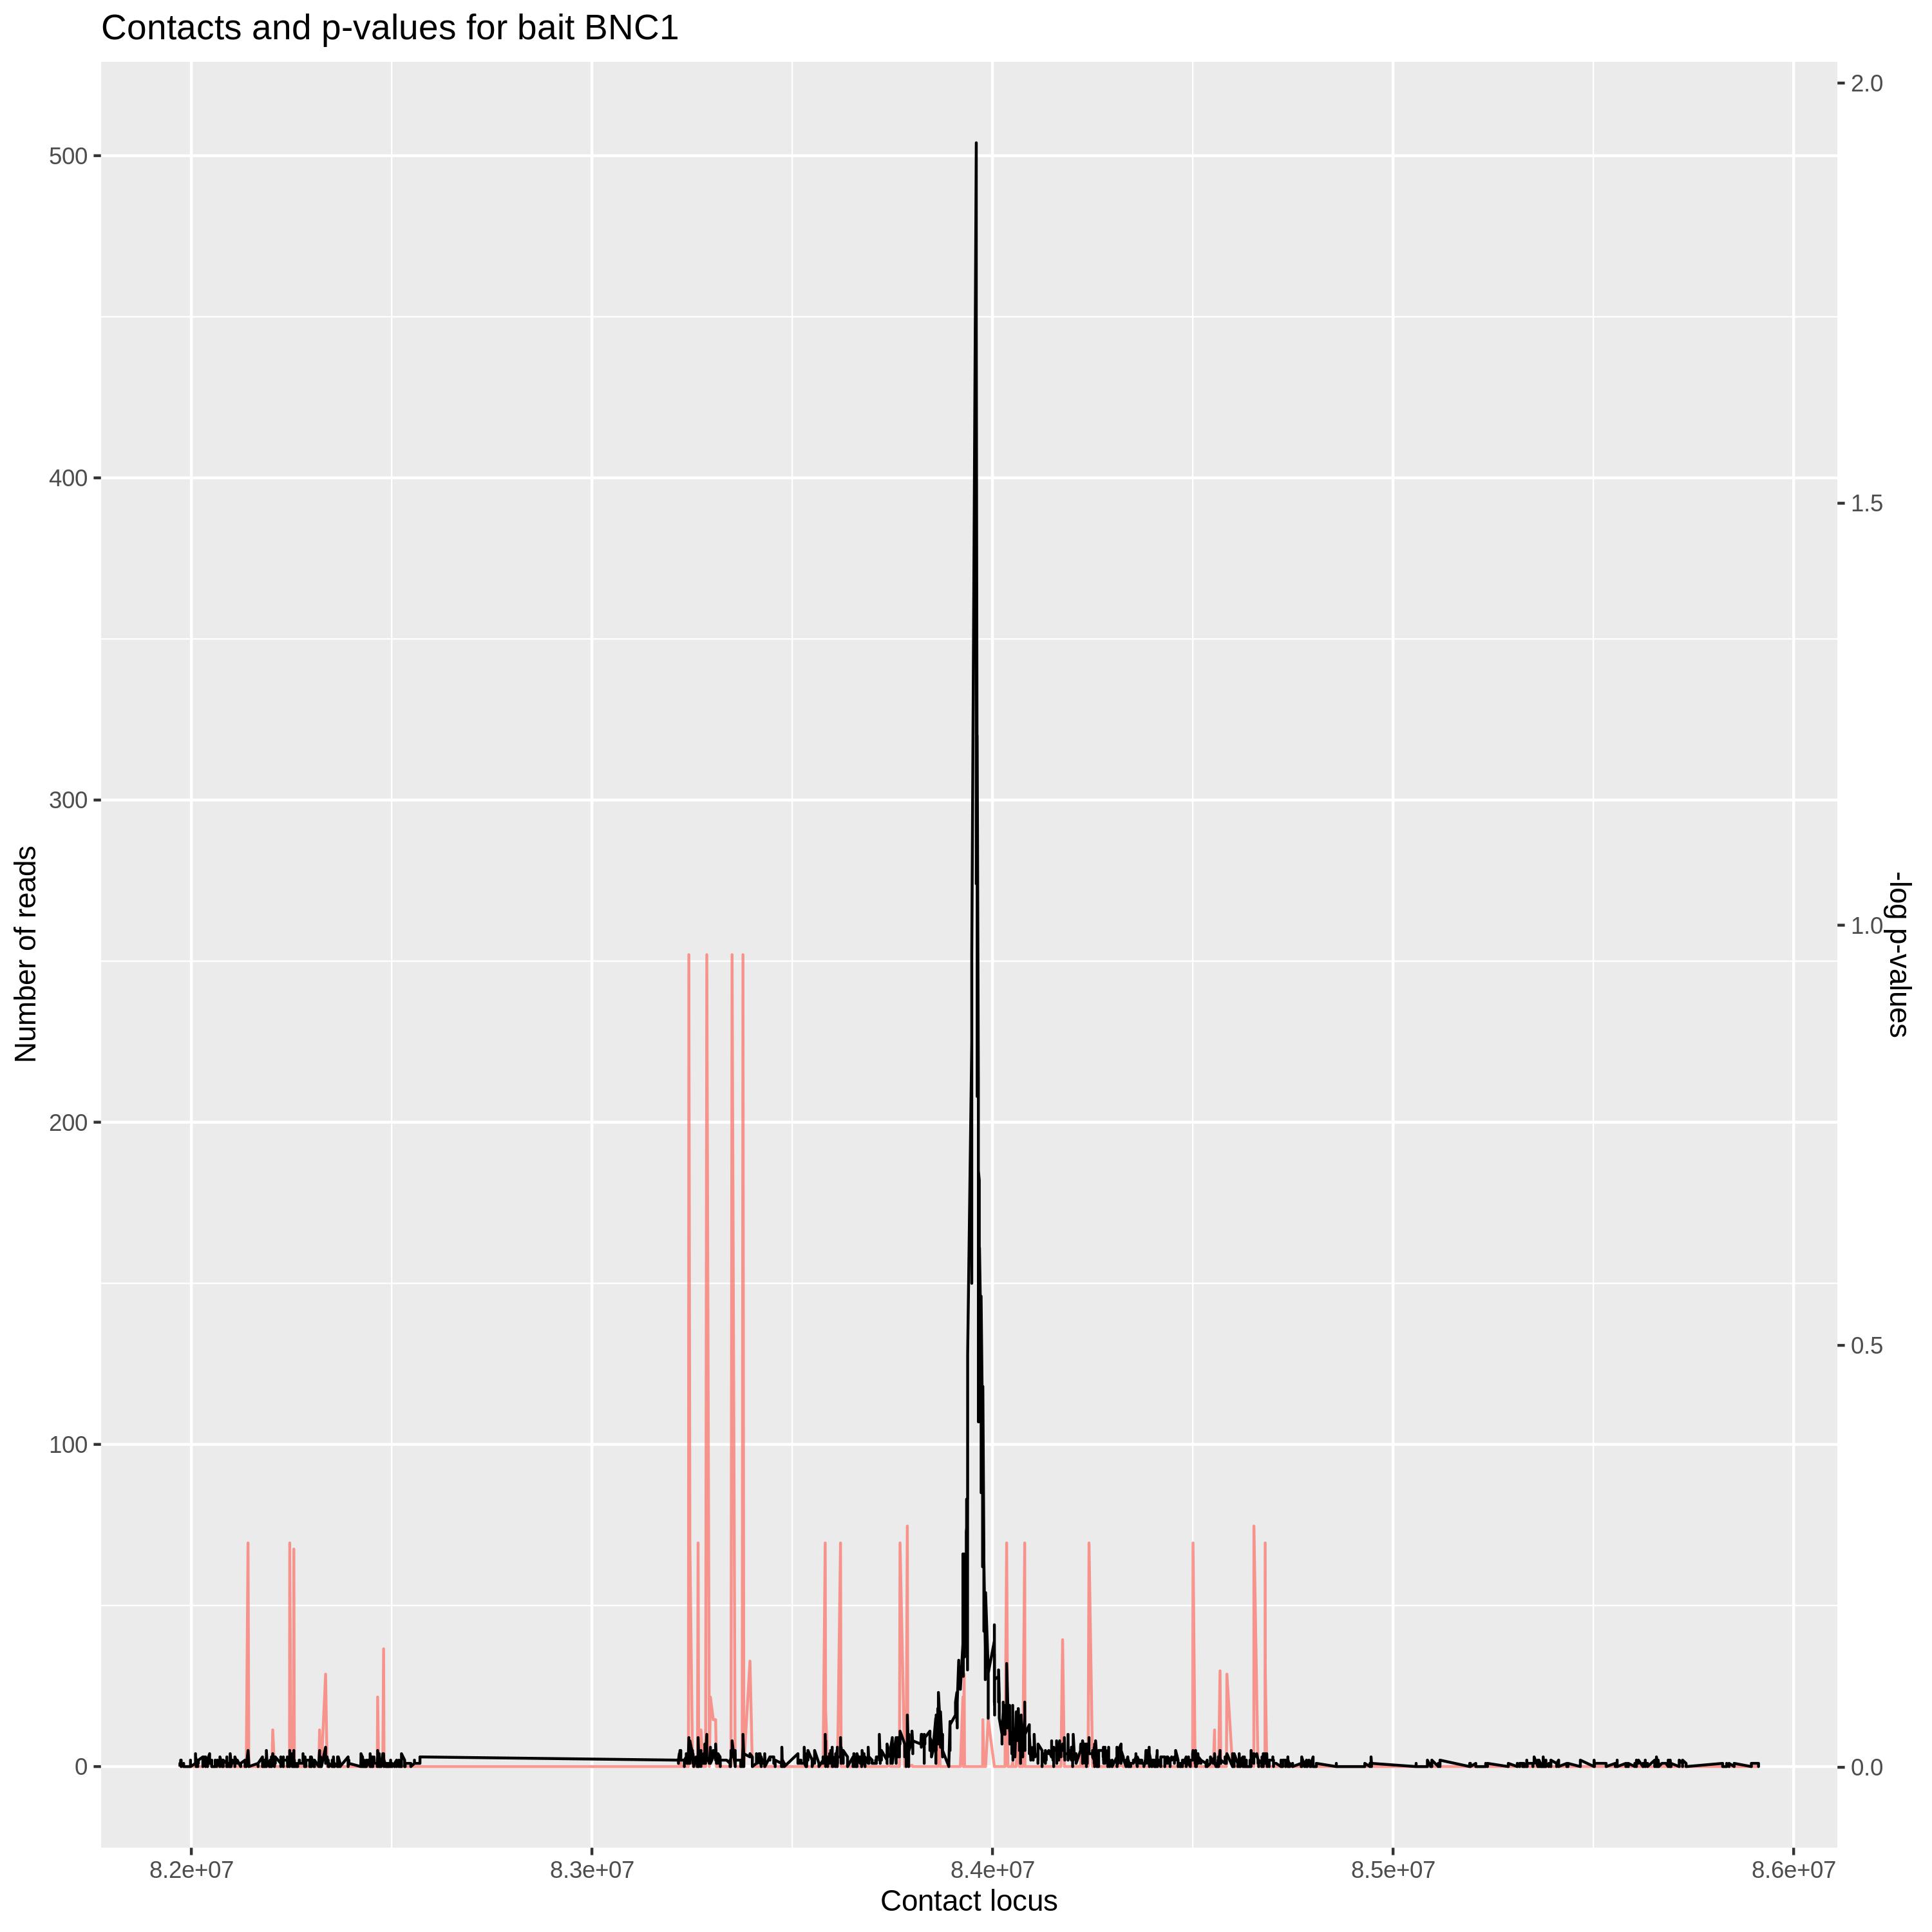 Contacts and p-values for bait BNC1
Number of reads
500
400
300
200
100
0
2.0
1.5
1.0
0.5
0.0
-log p-values
8.2e+07
8.3e+07
8.4e+07
8.5e+07
8.6e+07
Contact locus